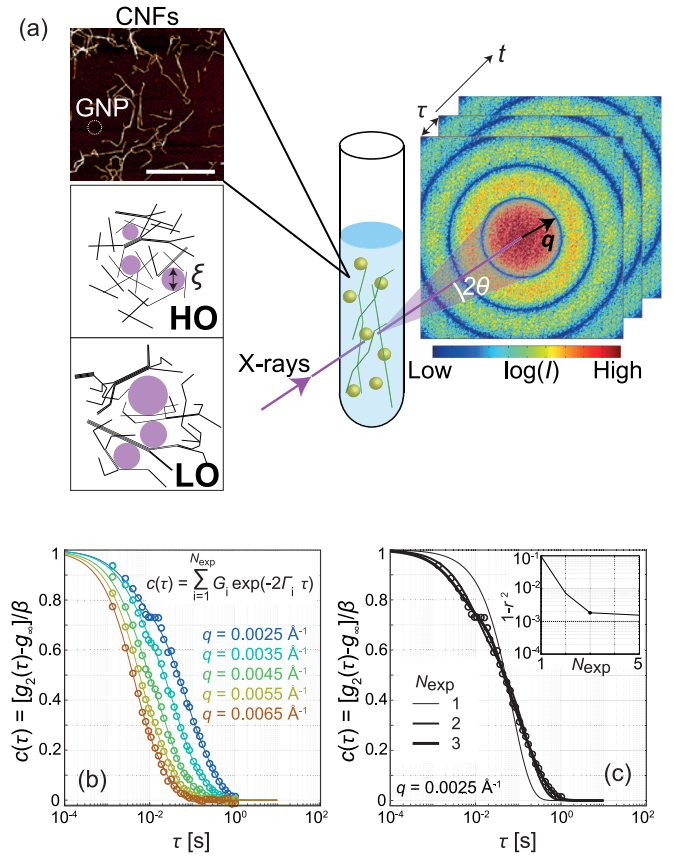 (a)
CNFs
GNP
ξ
HO
LO
X-rays
2θ
q
τ
t
Low log(I) High
c(τ) = [g₂(τ)-g∞]/β
1
0.8
0.6
0.4
0.2
0
c(τ) = Σ Gᵢ exp(-2Γᵢ τ)
Nexp
i=1
q = 0.0025 Å⁻¹
q = 0.0035 Å⁻¹
q = 0.0045 Å⁻¹
q = 0.0055 Å⁻¹
q = 0.0065 Å⁻¹
(b)
10⁻⁴ 10⁻² 10⁰ 10²
τ [s]
c(τ) = [g₂(τ)-g∞]/β
1
0.8
0.6
0.4
0.2
0
1-r²
10⁻¹
10⁻²
10⁻³
10⁻⁴
1 5
Nexp
Nexp
1
2
3
q = 0.0025 Å⁻¹
(c)
10⁻⁴ 10⁻² 10⁰ 10²
τ [s]